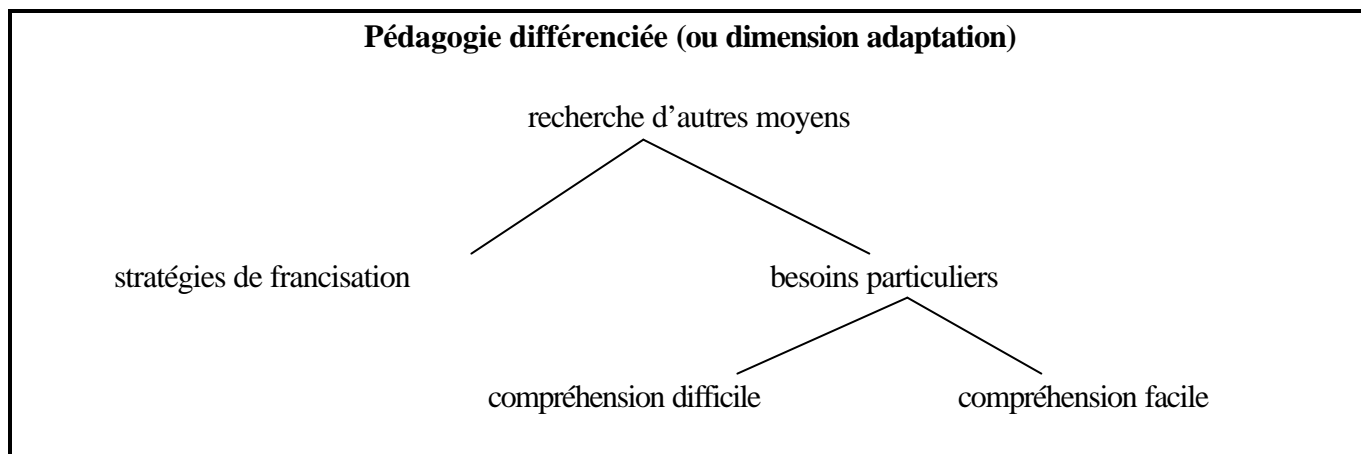 Pédagogie différenciée (ou dimension adaptation)
recherche d’autres moyens
stratégies de francisation
besoins particuliers
compréhension difficile
compréhension facile